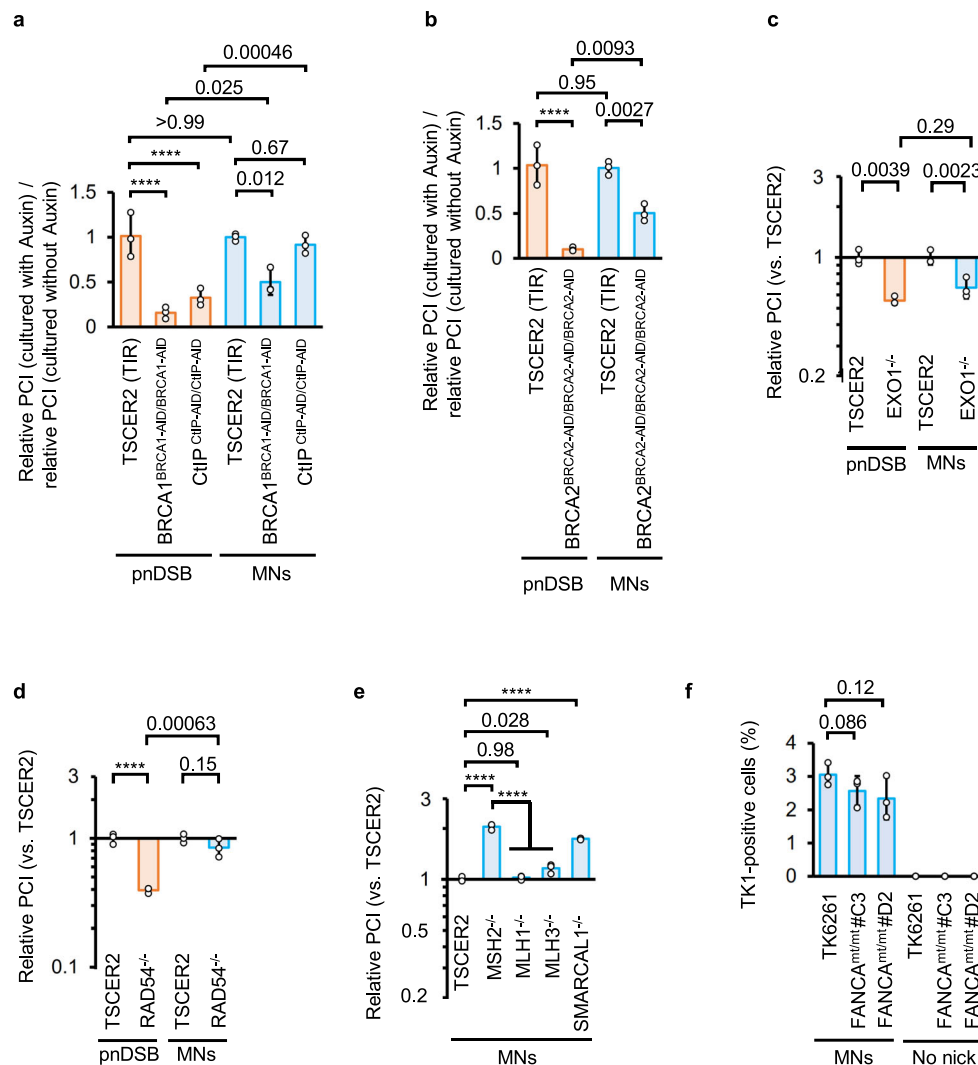 a
0.00046
0.025
>0.99
0.67
****
****
0.012
Relative PCI (cultured with Auxin) /
relative PCI (cultured without Auxin)
1.5
1
0.5
0
TSCER2 (TIR)
BRCA1BRCA1-AID/BRCA1-AID
CtIP CtIP-AID/CtIP-AID
TSCER2 (TIR)
BRCA1BRCA1-AID/BRCA1-AID
CtIP CtIP-AID/CtIP-AID
pnDSB
MNs
b
0.0093
0.95
****
0.0027
Relative PCI (cultured with Auxin) /
relative PCI (cultured without Auxin)
1.5
1
0.5
0
TSCER2 (TIR)
BRCA2BRCA2-AID/BRCA2-AID
TSCER2 (TIR)
BRCA2BRCA2-AID/BRCA2-AID
pnDSB
MNs
c
0.29
0.0039
0.0023
Relative PCI (vs. TSCER2)
3
1
0.2
TSCER2
EXO1-/-
TSCER2
EXO1-/-
pnDSB
MNs
d
0.00063
****
0.15
Relative PCI (vs. TSCER2)
3
1
0.1
TSCER2
RAD54-/-
TSCER2
RAD54-/-
pnDSB
MNs
e
****
0.028
0.98
****
****
Relative PCI (vs. TSCER2)
3
1
0.5
0.2
TSCER2
MSH2-/-
MLH1-/-
MLH3-/-
SMARCAL1-/-
MNs
f
0.12
0.086
TK1-positive cells (%)
4
3
2
1
0
TK6261
FANCAmt/mt#C3
FANCAmt/mt#D2
TK6261
FANCAmt/mt#C3
FANCAmt/mt#D2
MNs
No nick